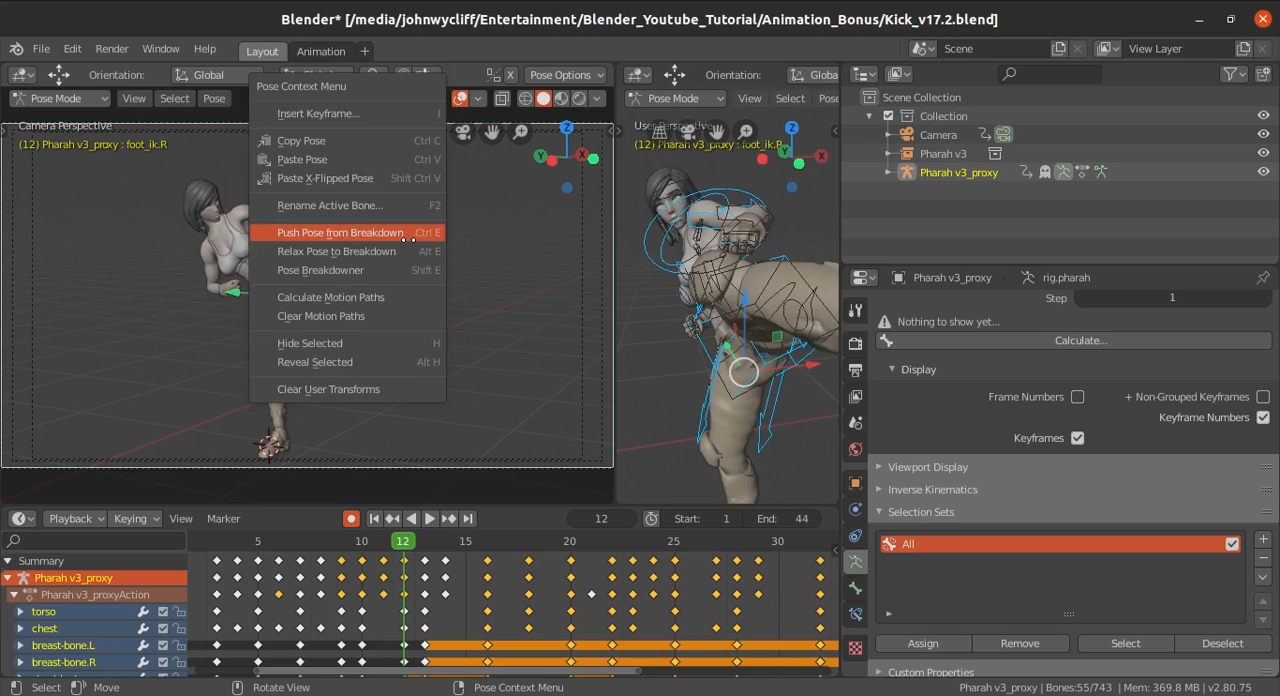 Blender* [/media/johnwycliff/Entertainment/Blender_Youtube_Tutorial/Animation_Bonus/Kick_v17.2.blend]
File Edit Render Window Help Layout Animation + Scene View Layer
Orientation: Global X Pose Options Orientation: Globa
Pose Mode View Select Pose Pose Mode View Select Pose
Camera Perspective
(12) Pharah v3_proxy : foot_ik.R
User Perspective
(12) Pharah v3_proxy : foot_ik.R
Z
Y
X
Z
Y
X
Pose Context Menu
Insert Keyframe... I
Copy Pose Ctrl C
Paste Pose Ctrl V
Paste X-Flipped Pose Shift Ctrl V
Rename Active Bone... F2
Push Pose from Breakdown Ctrl E
Relax Pose to Breakdown Alt E
Pose Breakdowner Shift E
Calculate Motion Paths
Clear Motion Paths
Hide Selected H
Reveal Selected Alt H
Clear User Transforms
Scene Collection
Collection
Camera
Pharah v3
Pharah v3_proxy
Pharah v3_proxy rig.pharah
Step 1
Nothing to show yet...
Calculate...
Display
Frame Numbers + Non-Grouped Keyframes
Keyframe Numbers
Keyframes
Viewport Display
Inverse Kinematics
Selection Sets
All
Assign Remove Select Deselect
Custom Properties
Playback Keying View Marker 12 Start: 1 End: 44
5 10 12 15 20 25 30
Summary
Pharah v3_proxy
Pharah v3_proxyAction
torso
chest
breast-bone.L
breast-bone.R
Select Move Rotate View Pose Context Menu Pharah v3_proxy | Bones:55/743 | Mem: 369.8 MB | v2.80.75